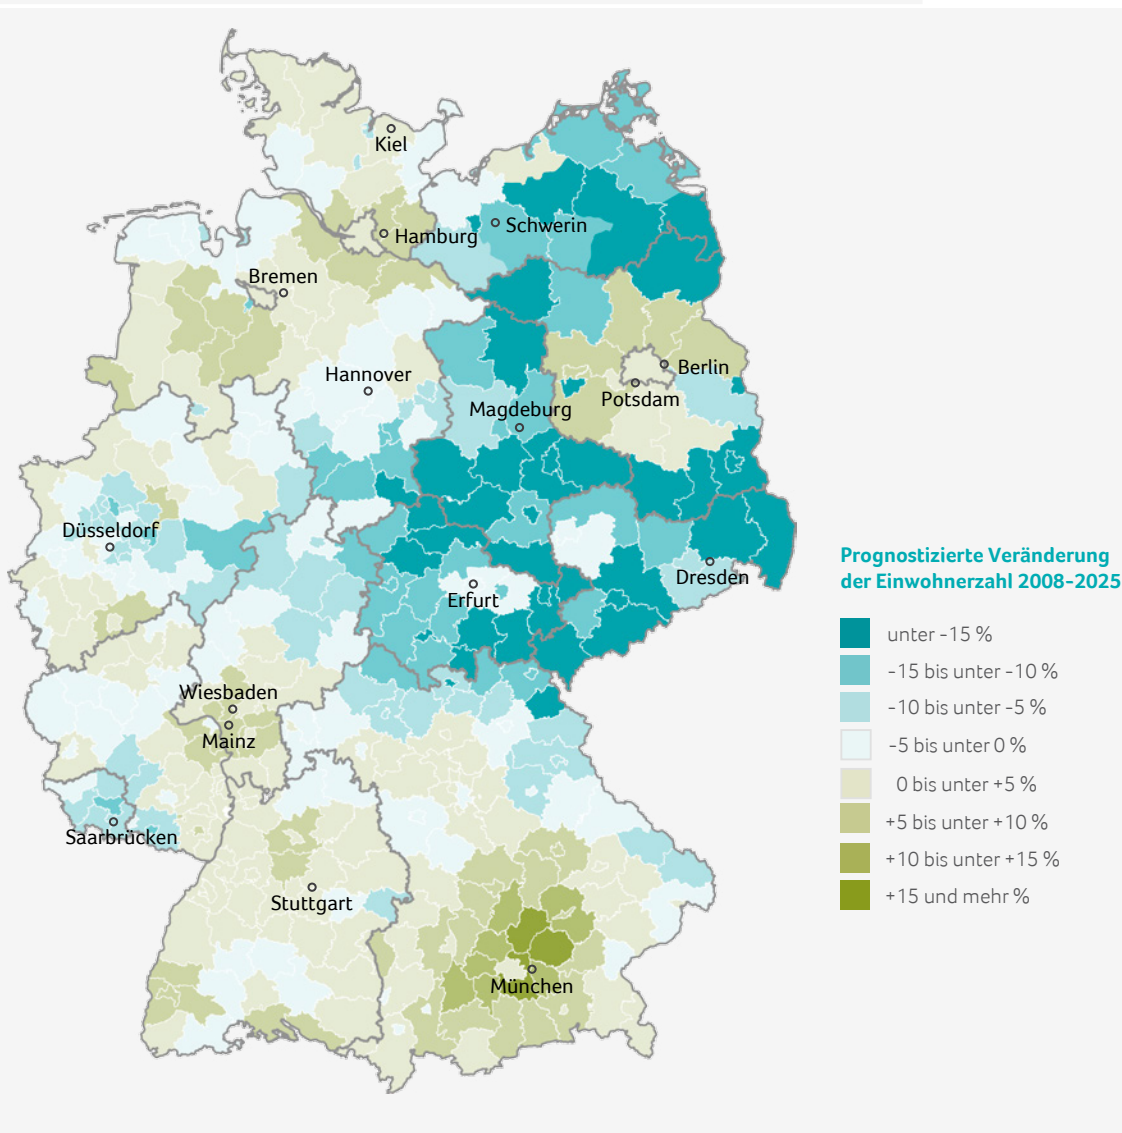 Kiel
Hamburg
Schwerin
Bremen
Hannover
Berlin
Potsdam
Magdeburg
Düsseldorf
Dresden
Erfurt
Wiesbaden
Mainz
Saarbrücken
Stuttgart
München
Prognostizierte Veränderung
der Einwohnerzahl 2008-2025
unter -15 %
-15 bis unter -10 %
-10 bis unter -5 %
-5 bis unter 0 %
0 bis unter +5 %
+5 bis unter +10 %
+10 bis unter +15 %
+15 und mehr %